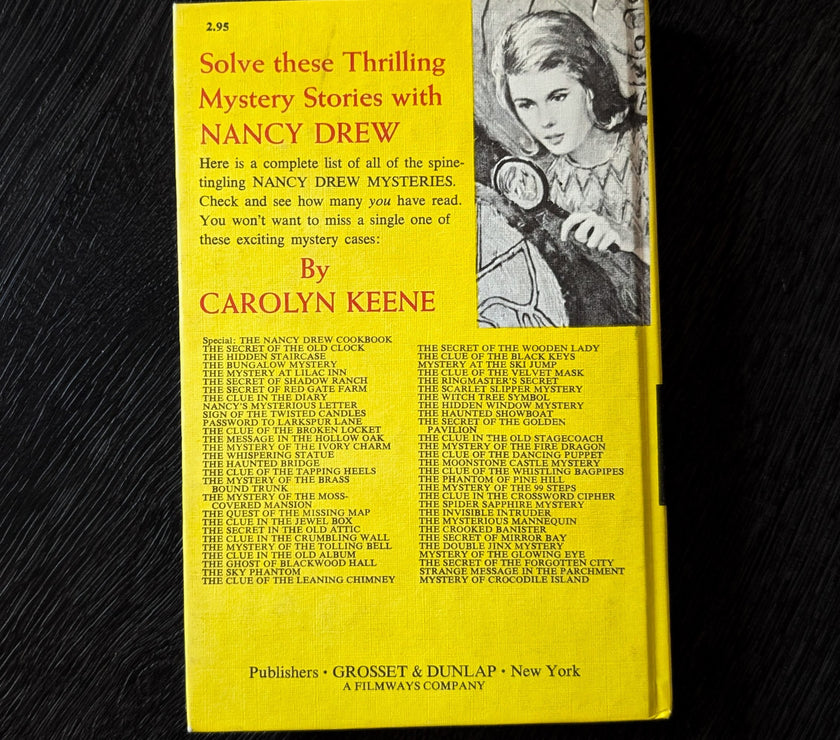 2.95
Solve these Thrilling
Mystery Stories with
NANCY DREW
Here is a complete list of all of the spine-
tingling NANCY DREW MYSTERIES.
Check and see how many you have read.
You won't want to miss a single one of
these exciting mystery cases:
By
CAROLYN KEENE
Special: THE NANCY DREW COOKBOOK
THE SECRET OF THE OLD CLOCK
THE HIDDEN STAIRCASE
THE BUNGALOW MYSTERY
THE MYSTERY AT LILAC INN
THE SECRET OF SHADOW RANCH
THE SECRET OF RED GATE FARM
THE CLUE IN THE DIARY
NANCY'S MYSTERIOUS LETTER
SIGN OF THE TWISTED CANDLES
PASSWORD TO LARKSPUR LANE
THE CLUE OF THE BROKEN LOCKET
THE MESSAGE IN THE HOLLOW OAK
THE MYSTERY OF THE IVORY CHARM
THE WHISPERING STATUE
THE HAUNTED BRIDGE
THE CLUE OF THE TAPPING HEELS
THE MYSTERY OF THE BRASS
BOUND TRUNK
THE MYSTERY OF THE MOSS-
COVERED MANSION
THE QUEST OF THE MISSING MAP
THE CLUE IN THE JEWEL BOX
THE SECRET IN THE OLD ATTIC
THE CLUE IN THE CRUMBLING WALL
THE MYSTERY OF THE TOLLING BELL
THE CLUE IN THE OLD ALBUM
THE GHOST OF BLACKWOOD HALL
THE SKY PHANTOM
THE CLUE OF THE LEANING CHIMNEY
THE SECRET OF THE WOODEN LADY
THE CLUE OF THE BLACK KEYS
MYSTERY AT THE SKI JUMP
THE CLUE OF THE VELVET MASK
THE RINGMASTER'S SECRET
THE SCARLET SLIPPER MYSTERY
THE WITCH TREE SYMBOL
THE HIDDEN WINDOW MYSTERY
THE HAUNTED SHOWBOAT
THE SECRET OF THE GOLDEN
PAVILION
THE CLUE IN THE OLD STAGECOACH
THE MYSTERY OF THE FIRE DRAGON
THE CLUE OF THE DANCING PUPPET
THE MOONSTONE CASTLE MYSTERY
THE CLUE OF THE WHISTLING BAGPIPES
THE PHANTOM OF PINE HILL
THE MYSTERY OF THE 99 STEPS
THE CLUE IN THE CROSSWORD CIPHER
THE SPIDER SAPPHIRE MYSTERY
THE INVISIBLE INTRUDER
THE MYSTERIOUS MANNEQUIN
THE CROOKED BANISTER
THE SECRET OF MIRROR BAY
THE DOUBLE JINX MYSTERY
MYSTERY OF THE GLOWING EYE
THE SECRET OF THE FORGOTTEN CITY
STRANGE MESSAGE IN THE PARCHMENT
MYSTERY OF CROCODILE ISLAND
Publishers • GROSSET & DUNLAP • New York
A FILMWAYS COMPANY